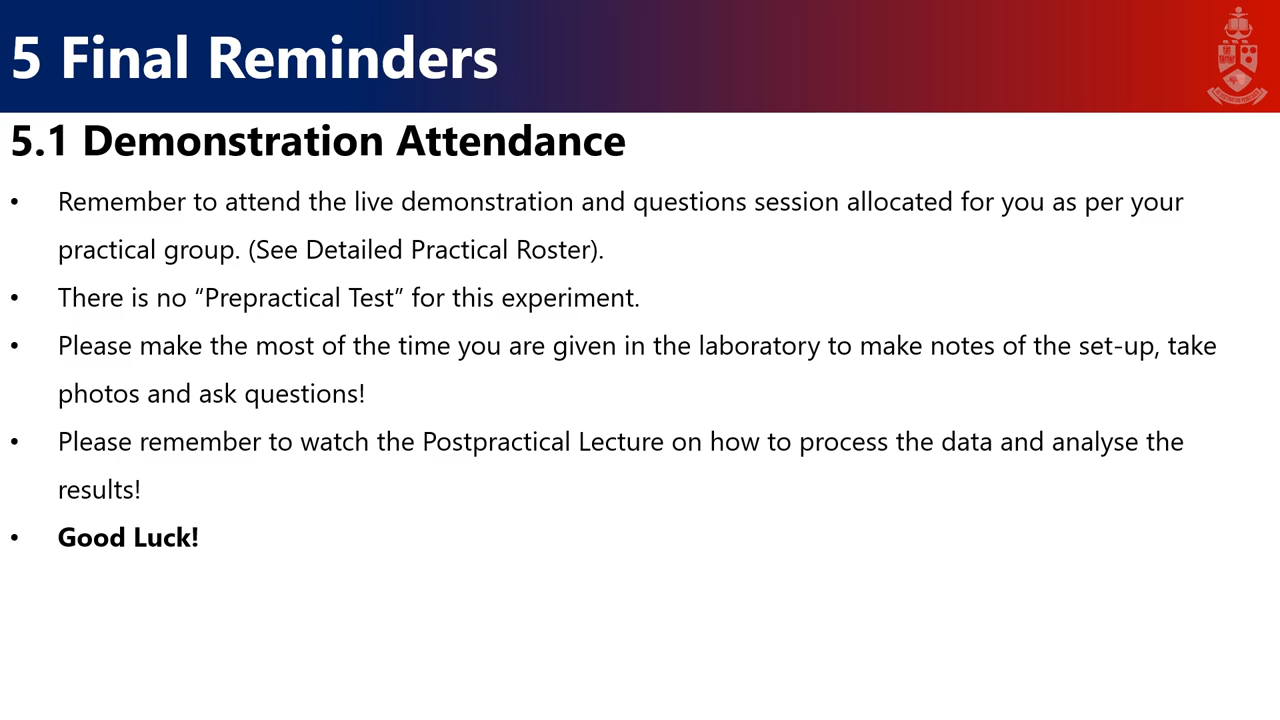 5 Final Reminders
5.1 Demonstration Attendance
• Remember to attend the live demonstration and questions session allocated for you as per your
practical group. (See Detailed Practical Roster).
• There is no “Prepractical Test” for this experiment.
• Please make the most of the time you are given in the laboratory to make notes of the set-up, take
photos and ask questions!
• Please remember to watch the Postpractical Lecture on how to process the data and analyse the
results!
• Good Luck!